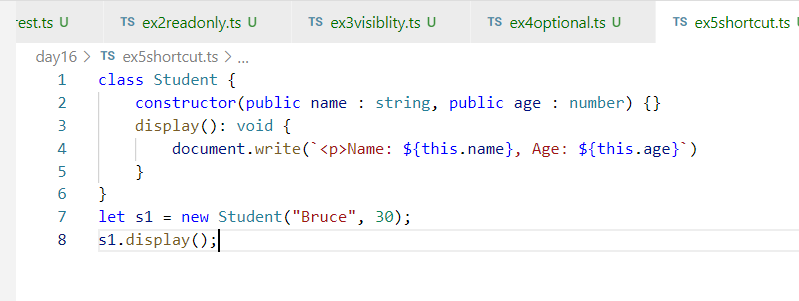 rest.ts U TS ex2readonly.ts U TS ex3visiblity.ts U TS ex4optional.ts U TS ex5shortcut.ts U
day16 > TS ex5shortcut.ts > ...
1 class Student {
2 constructor(public name : string, public age : number) {}
3 display(): void {
4 document.write(`<p>Name: ${this.name}, Age: ${this.age}`)
5 }
6 }
7 let s1 = new Student("Bruce", 30);
8 s1.display();